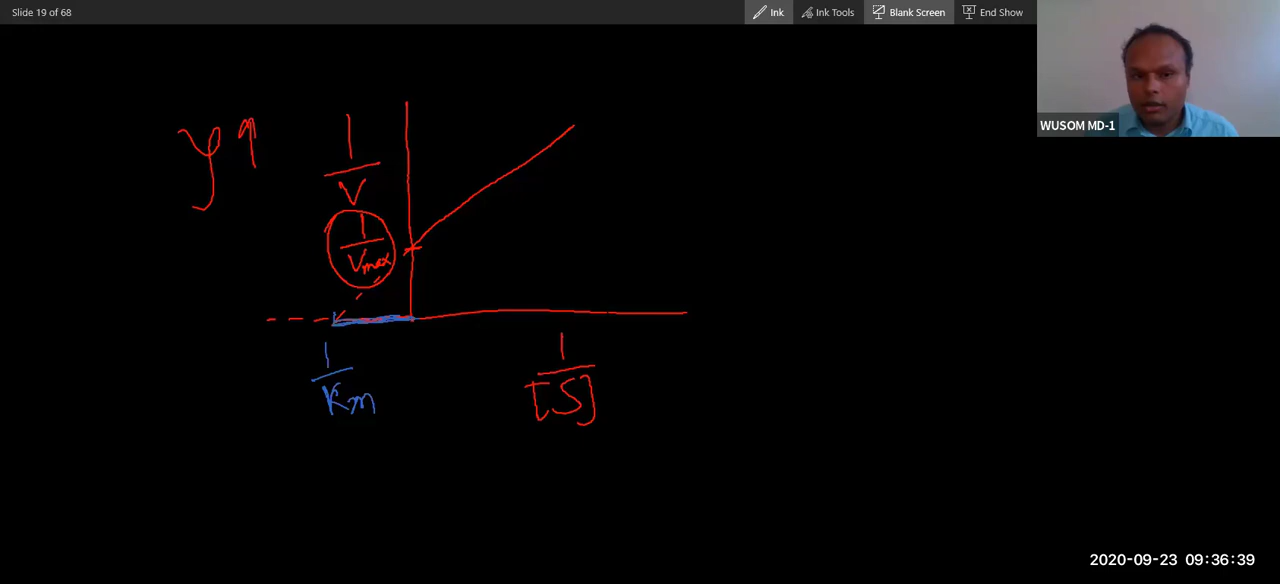 Slide 19 of 68
Ink
Ink Tools
Blank Screen
End Show
WUSOM MD-1
y
1
V
1
Vmax
1
Km
1
[S]
2020-09-23 09:36:39